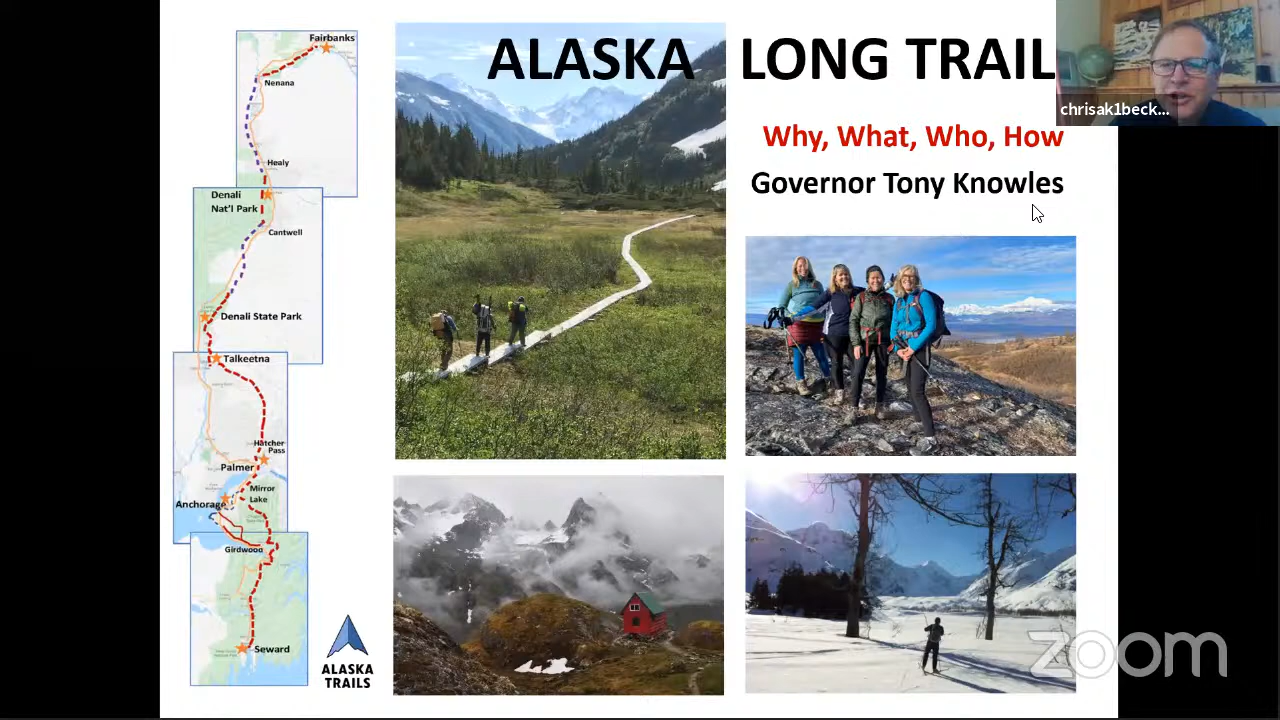 ALASKA LONG TRAIL
Why, What, Who, How
Governor Tony Knowles
chrisak1beck...
Fairbanks
Nenana
Healy
Denali
Nat'l Park
Cantwell
Denali State Park
Talkeetna
Hatcher
Pass
Palmer
Mirror
Lake
Anchorage
Girdwood
Seward
ALASKA
TRAILS
zoom